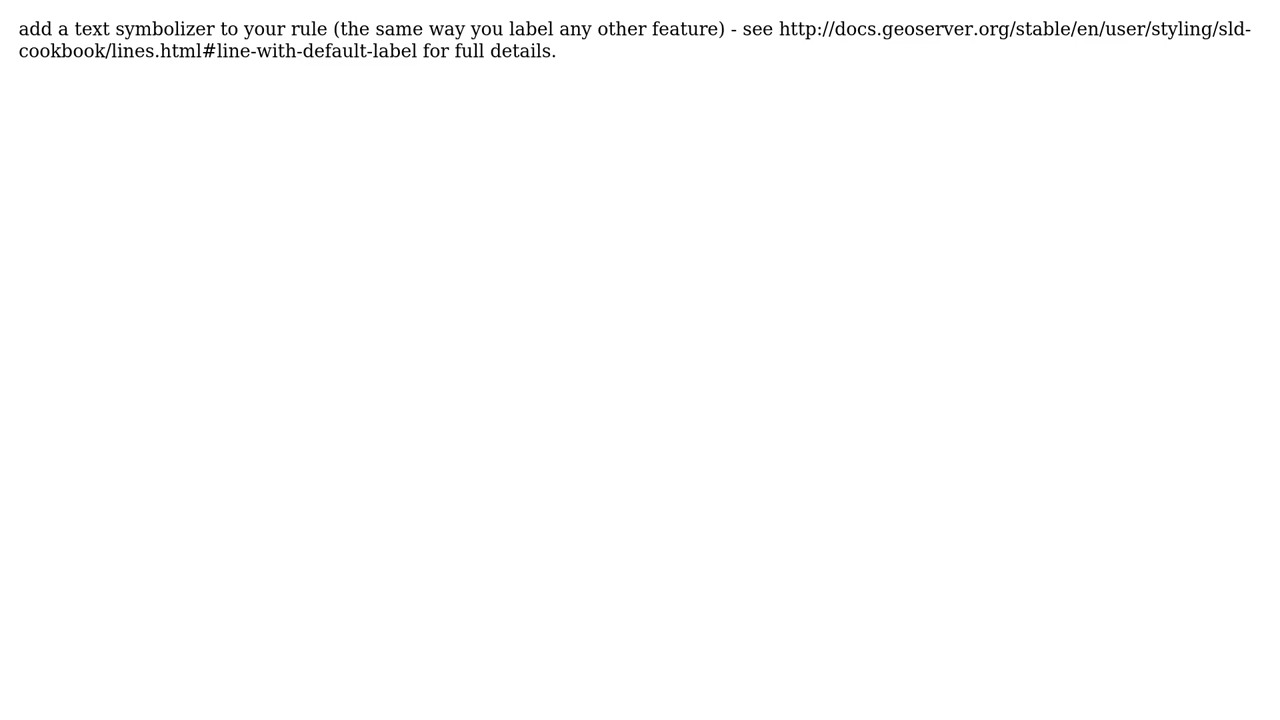 add a text symbolizer to your rule (the same way you label any other feature) - see http://docs.geoserver.org/stable/en/user/styling/sld-
cookbook/lines.html#line-with-default-label for full details.